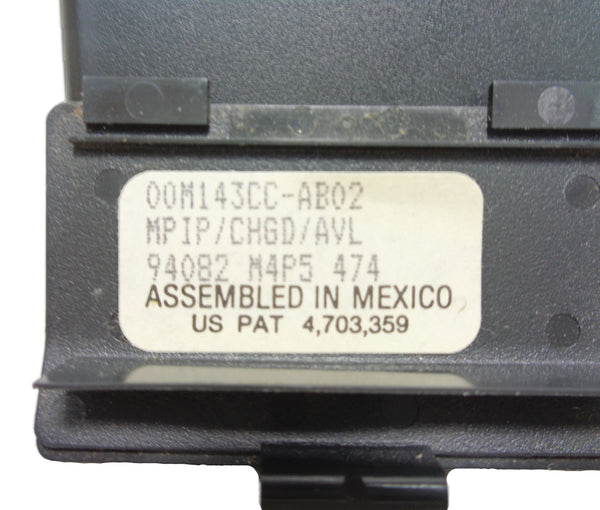 00M143CC-AB02
MPIP/CHGD/AVL
94082 M4P5 474
ASSEMBLED IN MEXICO
US PAT 4,703,359